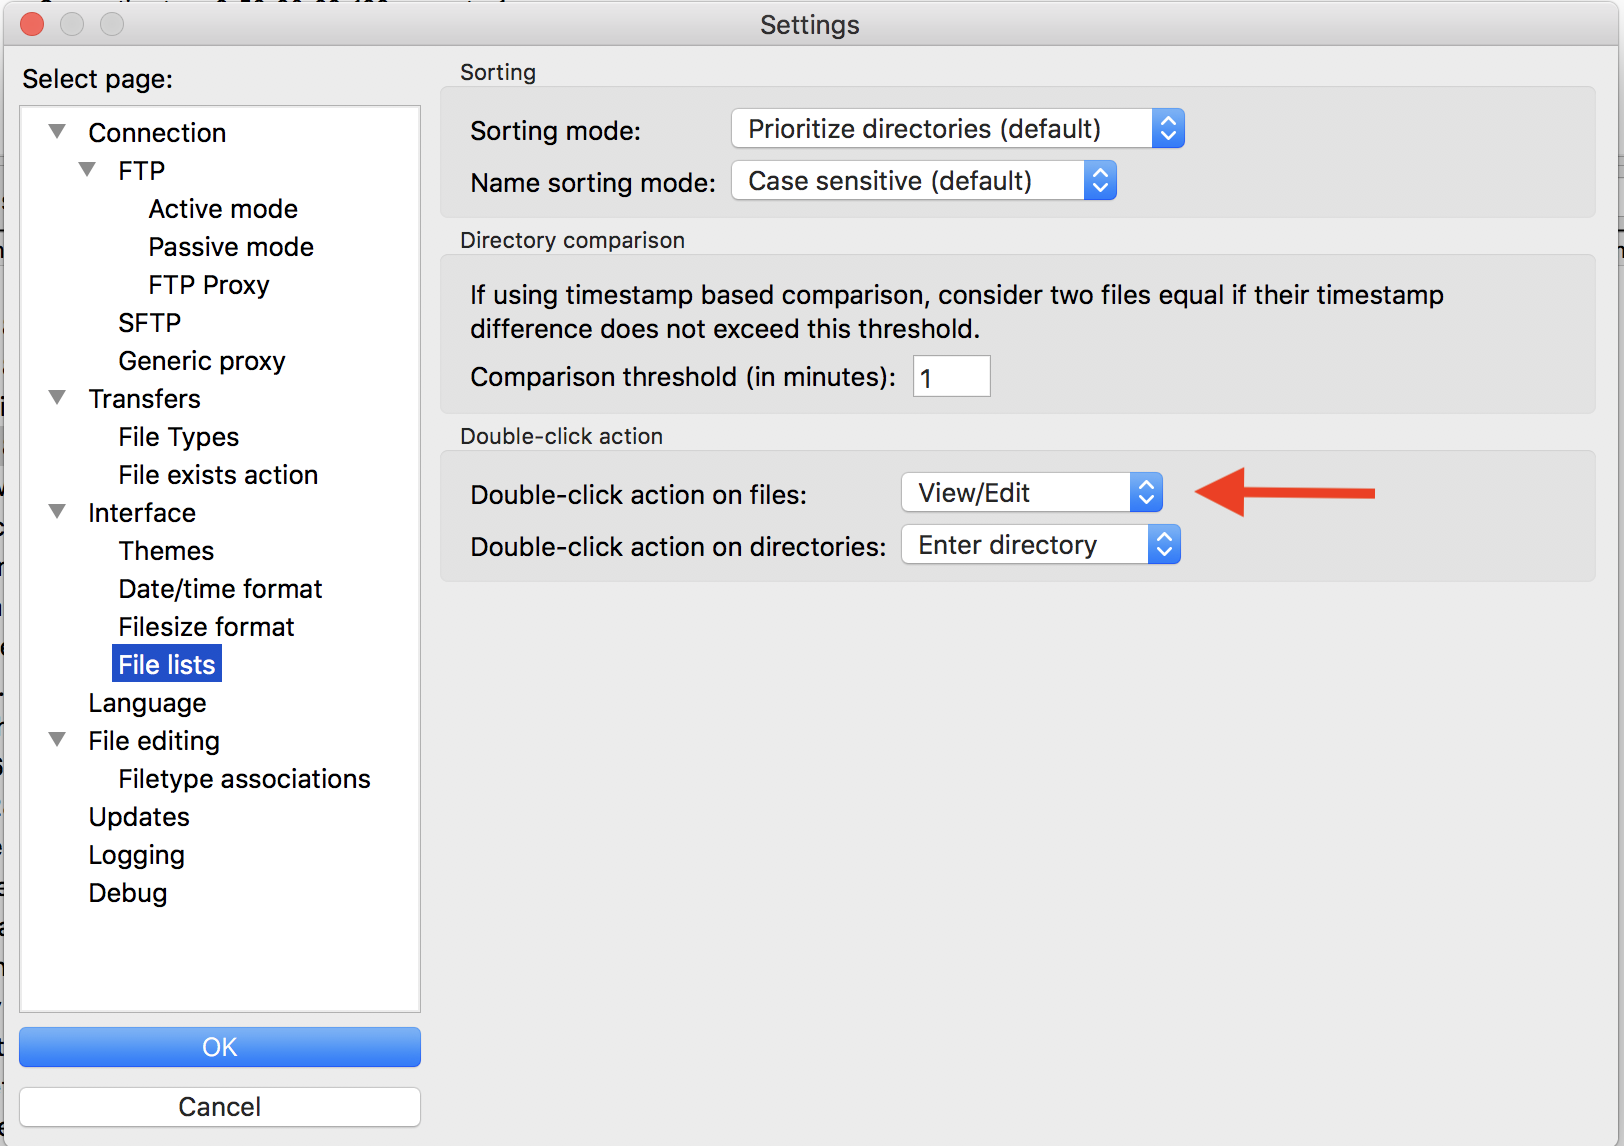 Settings
Select page:
Connection
FTP
Active mode
Passive mode
FTP Proxy
SFTP
Generic proxy
Transfers
File Types
File exists action
Interface
Themes
Date/time format
Filesize format
File lists
Language
File editing
Filetype associations
Updates
Logging
Debug
OK
Cancel
Sorting
Sorting mode: Prioritize directories (default)
Name sorting mode: Case sensitive (default)
Directory comparison
If using timestamp based comparison, consider two files equal if their timestamp
difference does not exceed this threshold.
Comparison threshold (in minutes): 1
Double-click action
Double-click action on files: View/Edit
Double-click action on directories: Enter directory